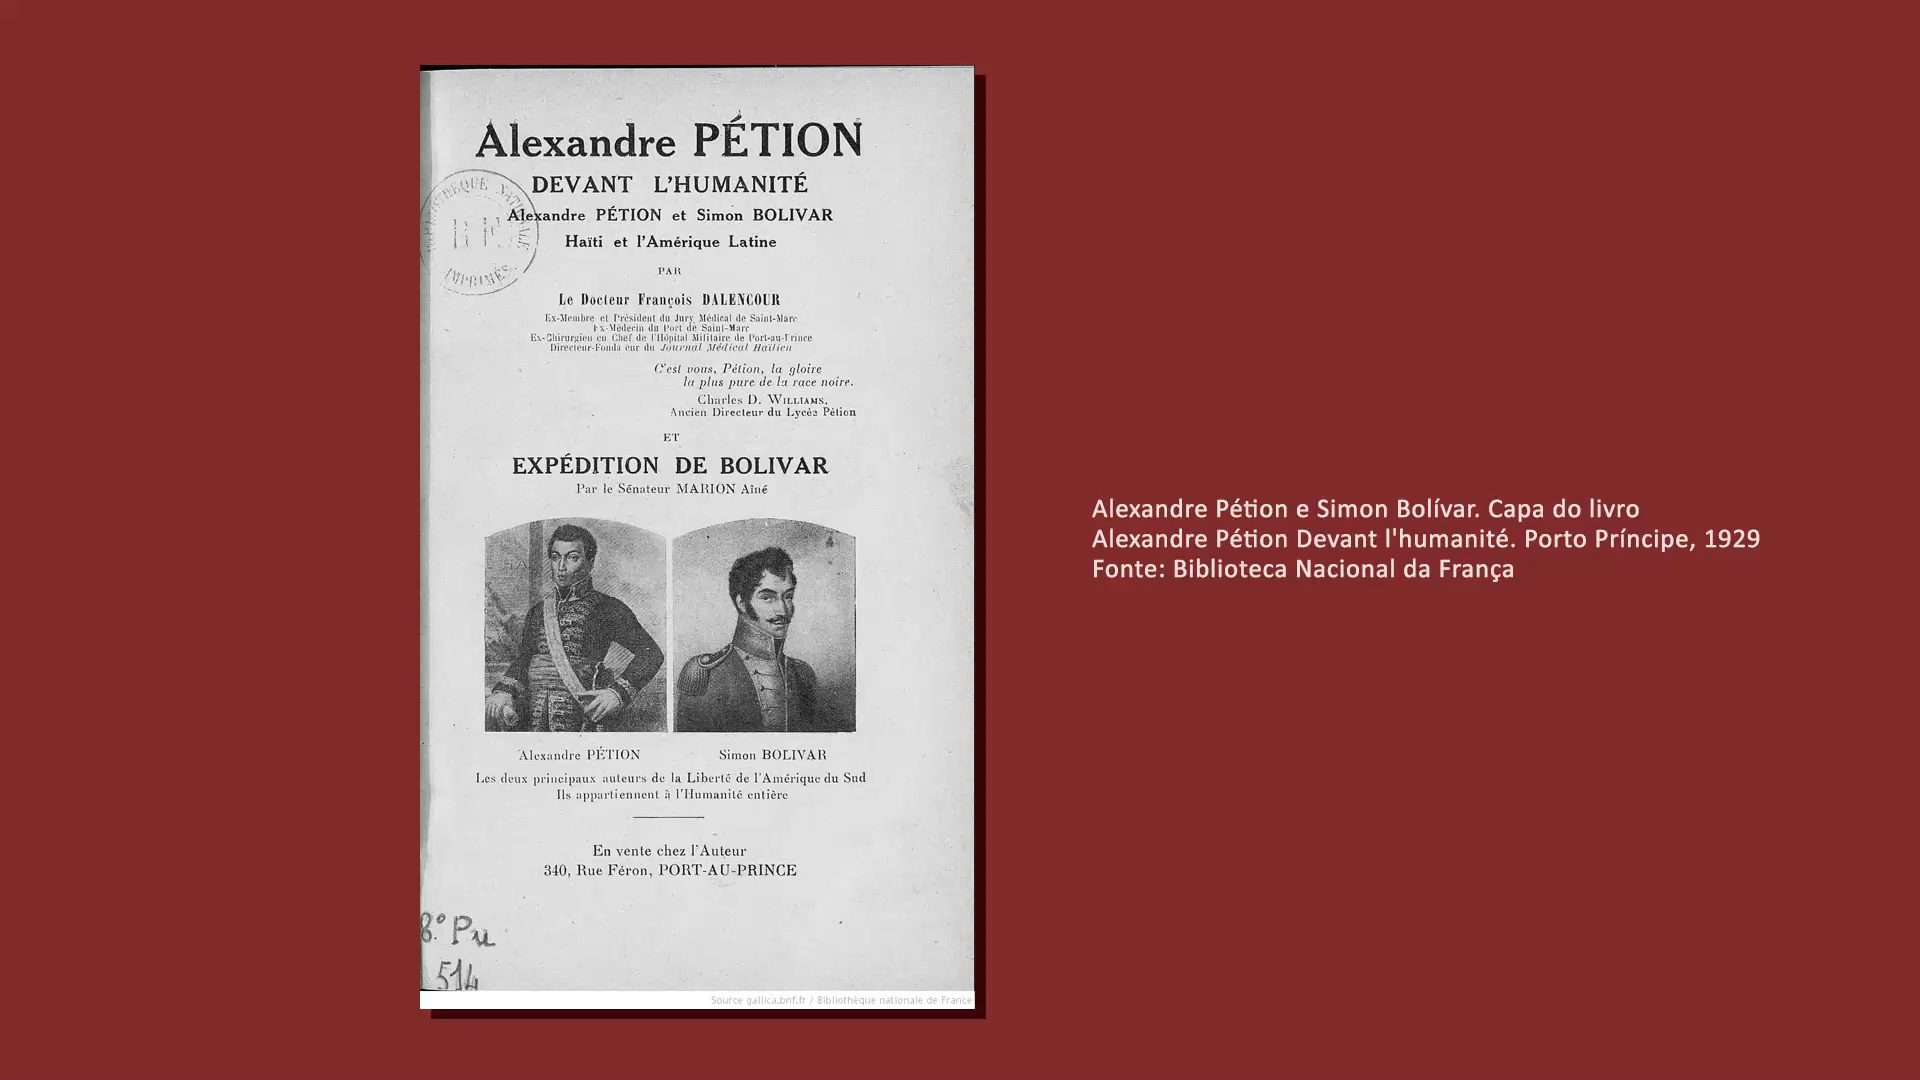 Alexandre PÉTION
DEVANT L'HUMANITÉ
Alexandre PÉTION et Simon BOLIVAR
Haïti et l'Amérique Latine
PAR
Le Docteur François DALENCOUR
Ex-Membre et Président du Jury Médical de Saint-Marc
Ex-Médecin du Port de Saint-Marc
Ex-Chirurgien en Chef de l'Hôpital Militaire de Port-au-Prince
Directeur-Fonda eur du Journal Médical Haïtien
C'est vous, Pétion, la gloire
la plus pure de la race noire.
Charles D. WILLIAMS,
Ancien Directeur du Lycée Pétion
ET
EXPÉDITION DE BOLIVAR
Par le Sénateur MARION Aîné
Alexandre PÉTION
Simon BOLIVAR
Les deux principaux auteurs de la Liberté de l'Amérique du Sud
Ils appartiennent à l'Humanité entière
En vente chez l'Auteur
340, Rue Féron, PORT-AU-PRINCE
8° Pu
514
Source gallica.bnf.fr / Bibliothèque nationale de France
NATIONALE
IMPRIMÉS
Alexandre Pétion e Simon Bolívar. Capa do livro
Alexandre Pétion Devant l'humanité. Porto Príncipe, 1929
Fonte: Biblioteca Nacional da França